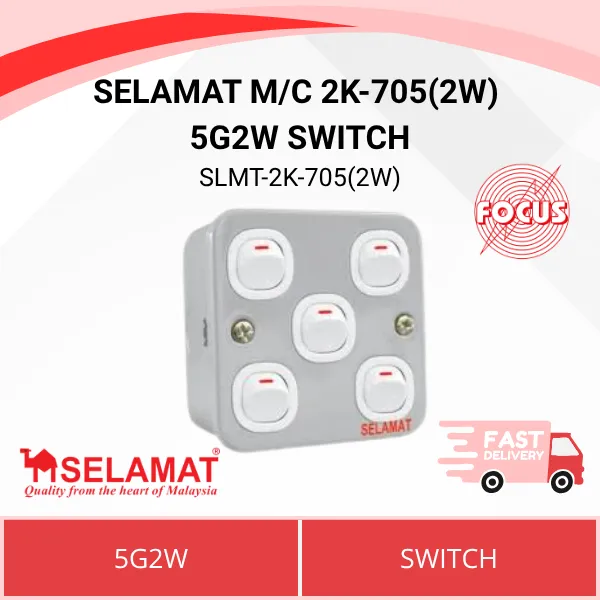 SELAMAT M/C 2K-705(2W)
5G2W SWITCH
SLMT-2K-705(2W)
FOCUS
SELAMAT
SELAMAT®
Quality from the heart of Malaysia
FAST
DELIVERY
5G2W
SWITCH